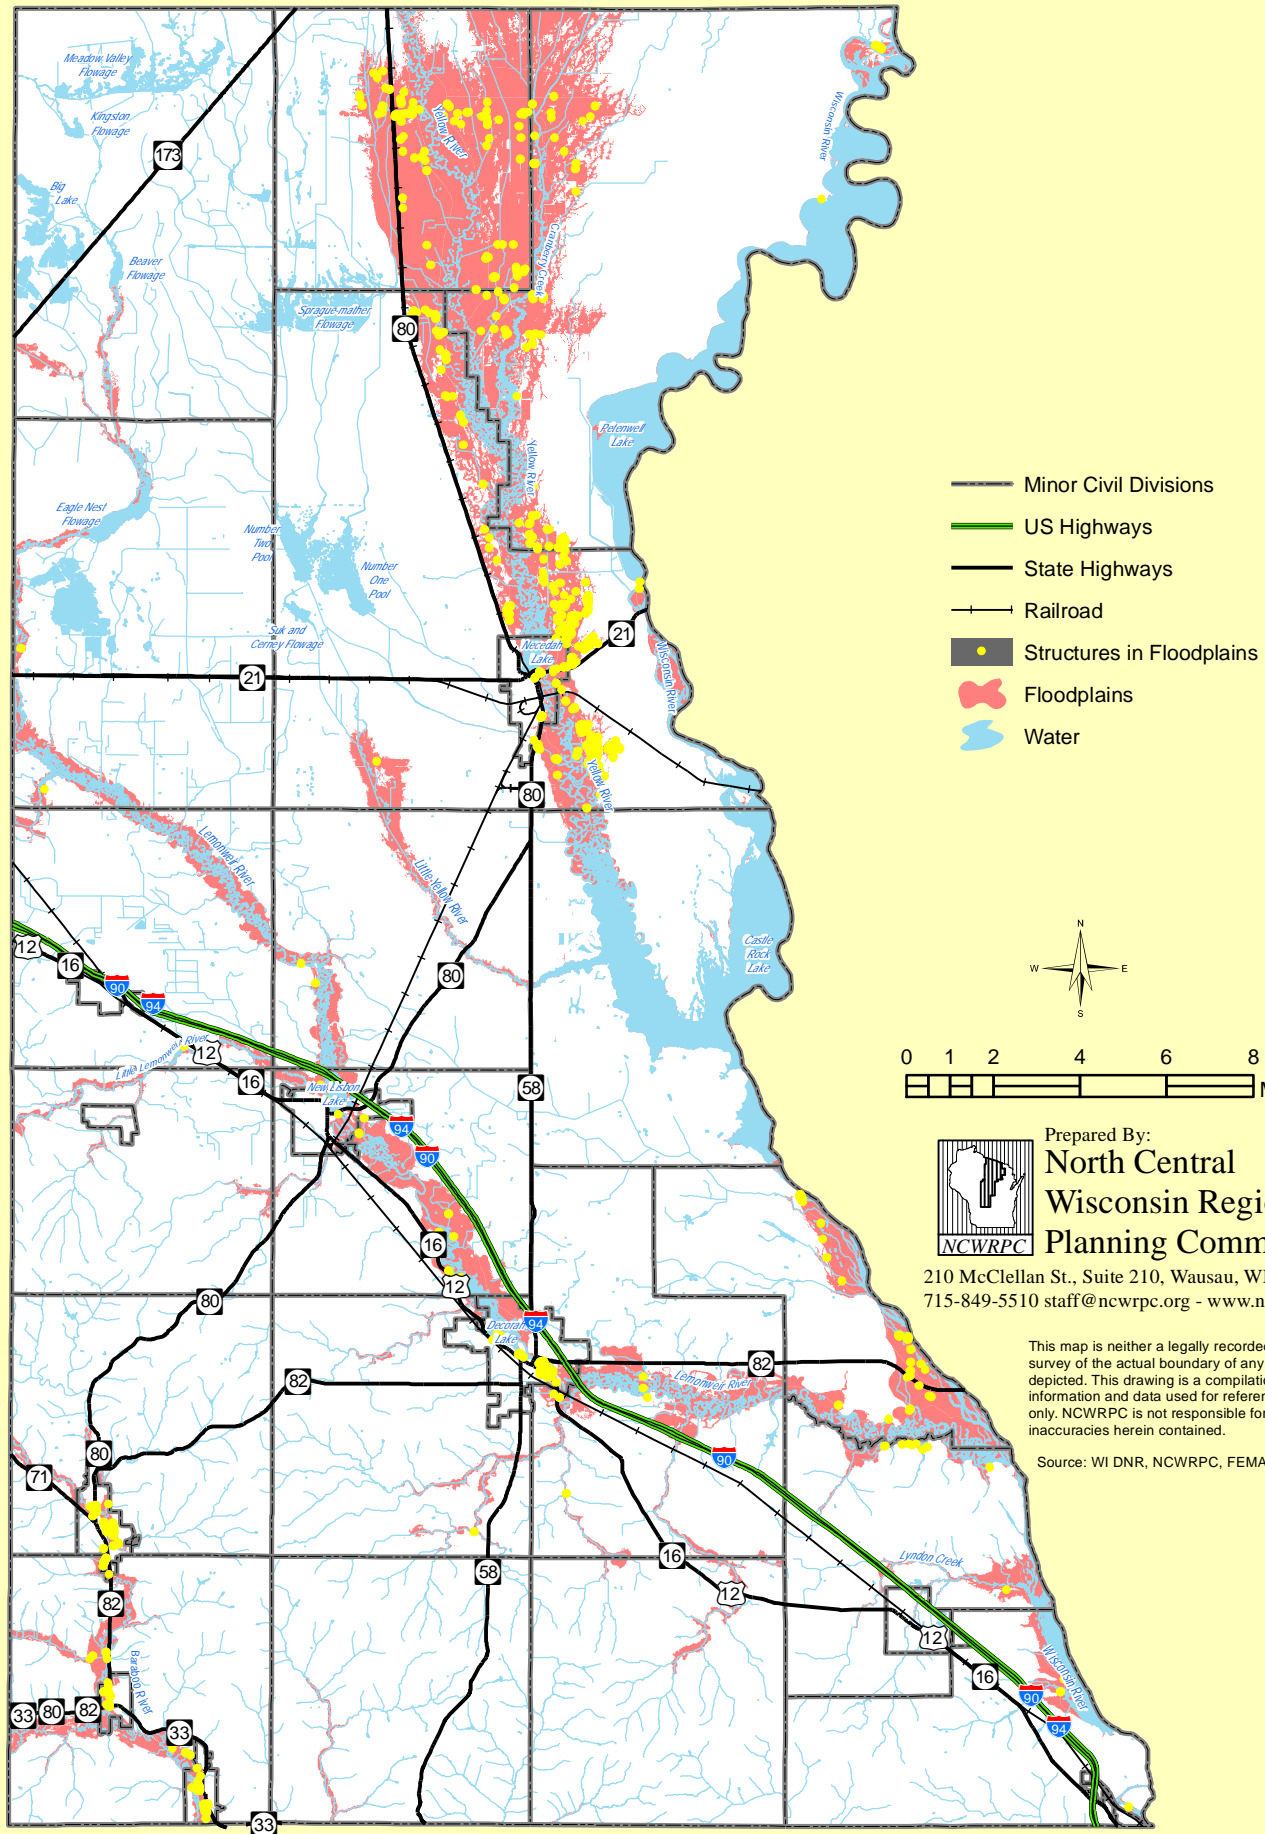 Meadow Valley
Flowage
Kingston
Flowage
173
Big
Lake
Beaver
Flowage
Sprague-mather
Flowage
80
Yellow River
Cranberry Creek
Wisconsin River
Petenwell
Lake
Yellow River
Eagle Nest
Flowage
Number
Two
Pool
Number
One
Pool
Suk and
Cerney Flowage
21
Necedah
Lake
21
Wisconsin River
80
Yellow River
Lemonweir River
Little Yellow River
Castle
Rock
Lake
12
16
90
94
80
Little Lemonweir River
12
16
New Lisbon
Lake
94
90
58
16
12
80
Decorah
Lake
94
82
82
Lemonweir River
80
71
90
16
12
58
Lyndon Creek
82
12
16
Wisconsin River
90
94
Baraboo River
33 80 82
33
33
Minor Civil Divisions
US Highways
State Highways
Railroad
Structures in Floodplains
Floodplains
Water
N
W E
S
0 1 2 4 6 8
NCWRPC
Prepared By:
North Central
Wisconsin
Planning
210 McClellan St., Suite 210, Wausau, WI
715-849-5510 staff@ncwrpc.org - www.n
This map is neither a legally recorded
survey of the actual boundary of any
depicted. This drawing is a compilatio
information and data used for referen
only. NCWRPC is not responsible for
inaccuracies herein contained.
Source: WI DNR, NCWRPC, FEMA